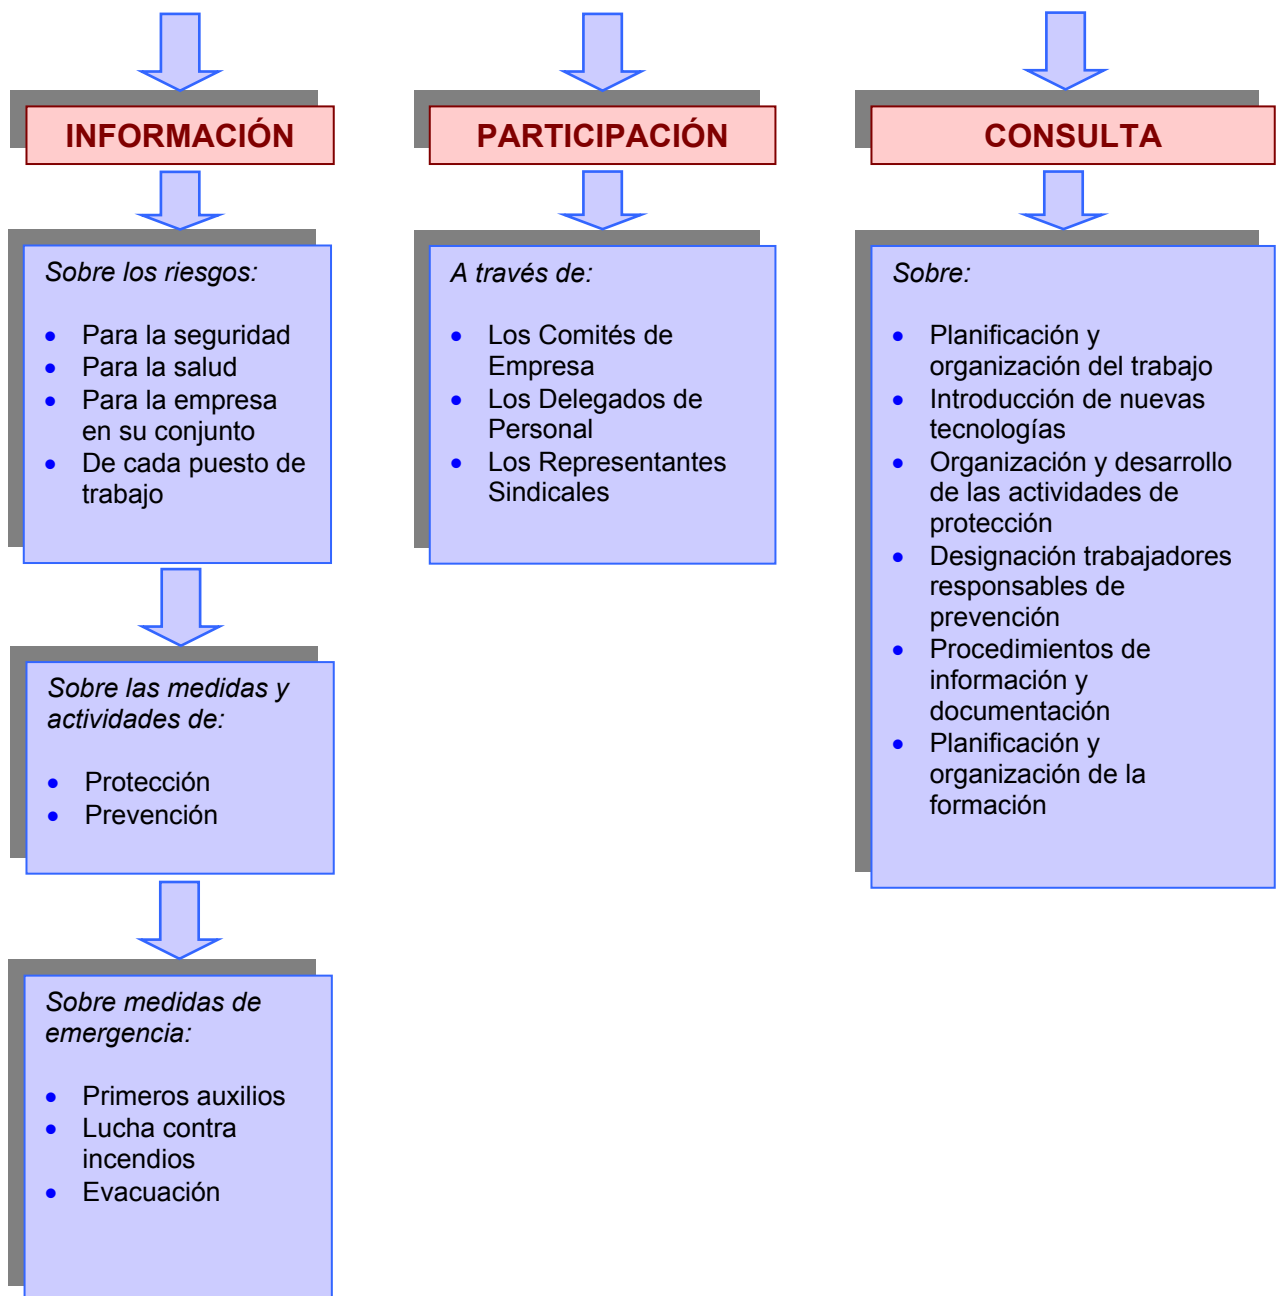 INFORMACIÓN
Sobre los riesgos:
• Para la seguridad
• Para la salud
• Para la empresa
en su conjunto
• De cada puesto de
trabajo
Sobre las medidas y
actividades de:
• Protección
• Prevención
Sobre medidas de
emergencia:
• Primeros auxilios
• Lucha contra
incendios
• Evacuación
PARTICIPACIÓN
A través de:
• Los Comités de
Empresa
• Los Delegados de
Personal
• Los Representantes
Sindicales
CONSULTA
Sobre:
• Planificación y
organización del trabajo
• Introducción de nuevas
tecnologías
• Organización y desarrollo
de las actividades de
protección
• Designación trabajadores
responsables de
prevención
• Procedimientos de
información y
documentación
• Planificación y
organización de la
formación